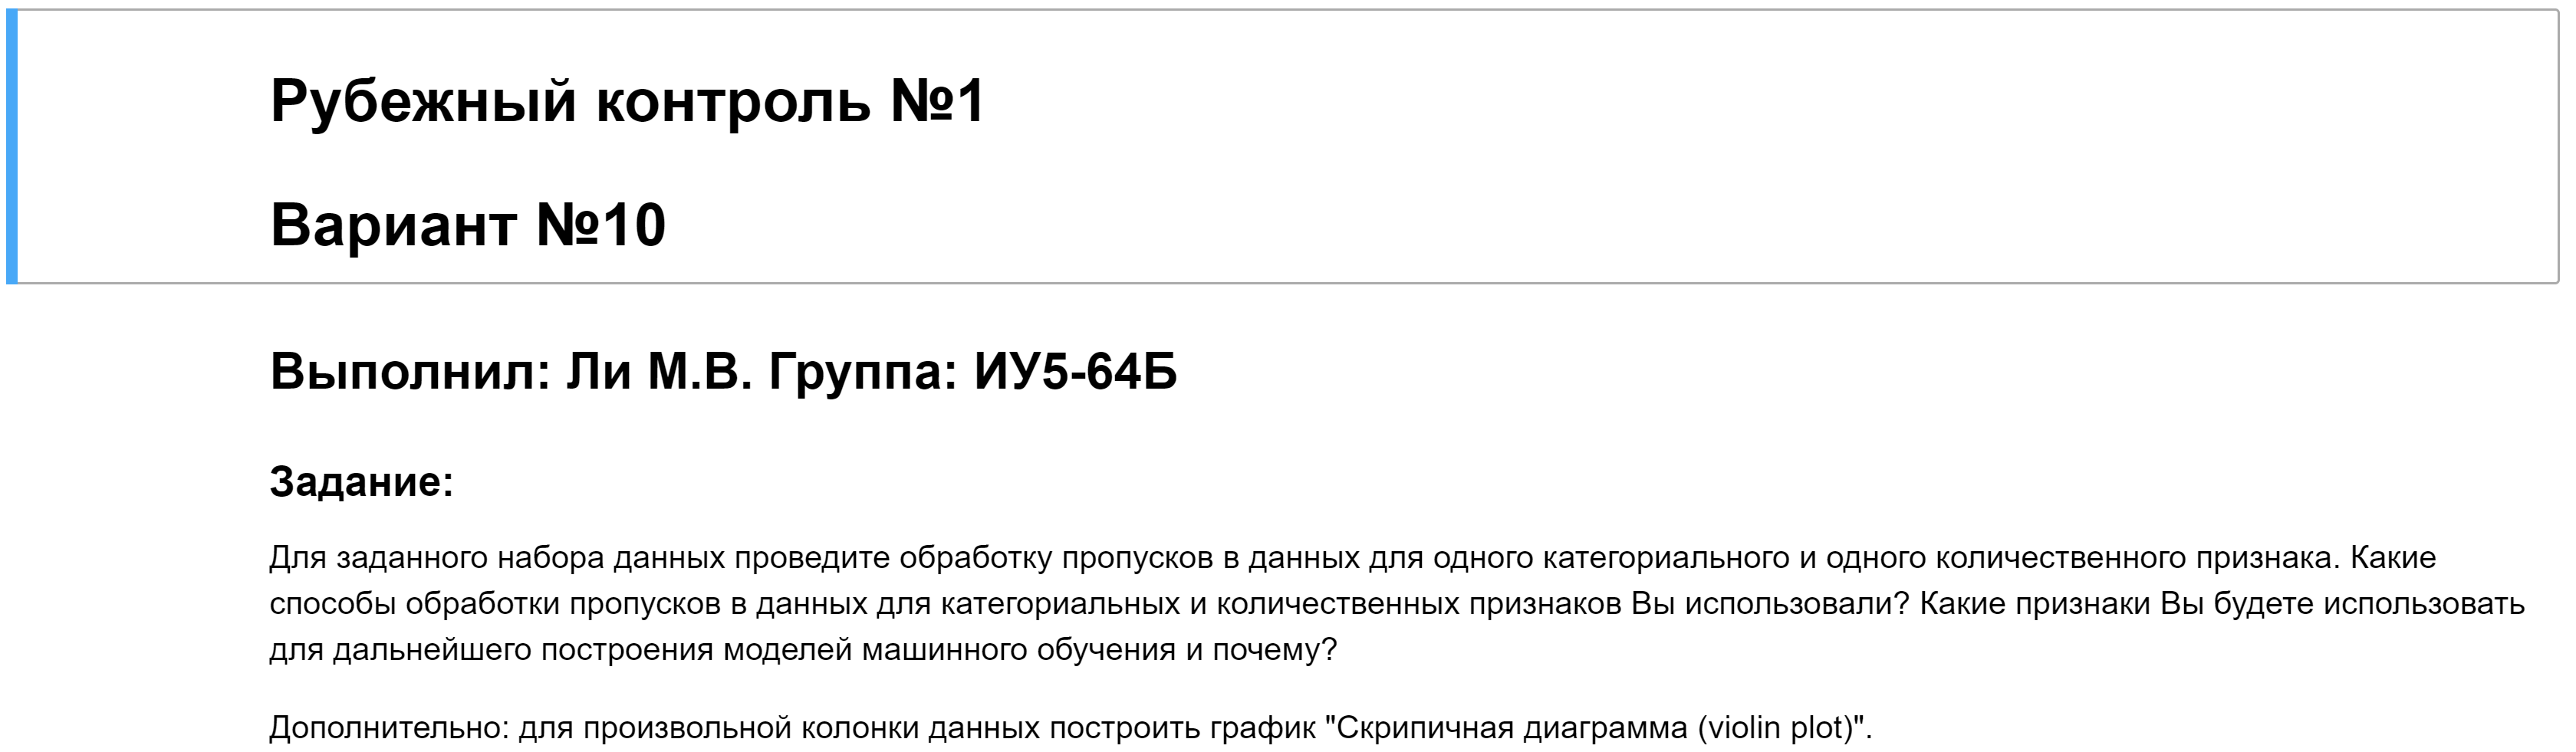 Рубежный контроль №1
Вариант №10
Выполнил: Ли М.В. Группа: ИУ5-64Б
Задание:
Для заданного набора данных проведите обработку пропусков в данных для одного категориального и одного количественного признака. Какие
способы обработки пропусков в данных для категориальных и количественных признаков Вы использовали? Какие признаки Вы будете использовать
для дальнейшего построения моделей машинного обучения и почему?
Дополнительно: для произвольной колонки данных построить график "Скрипичная диаграмма (violin plot)".